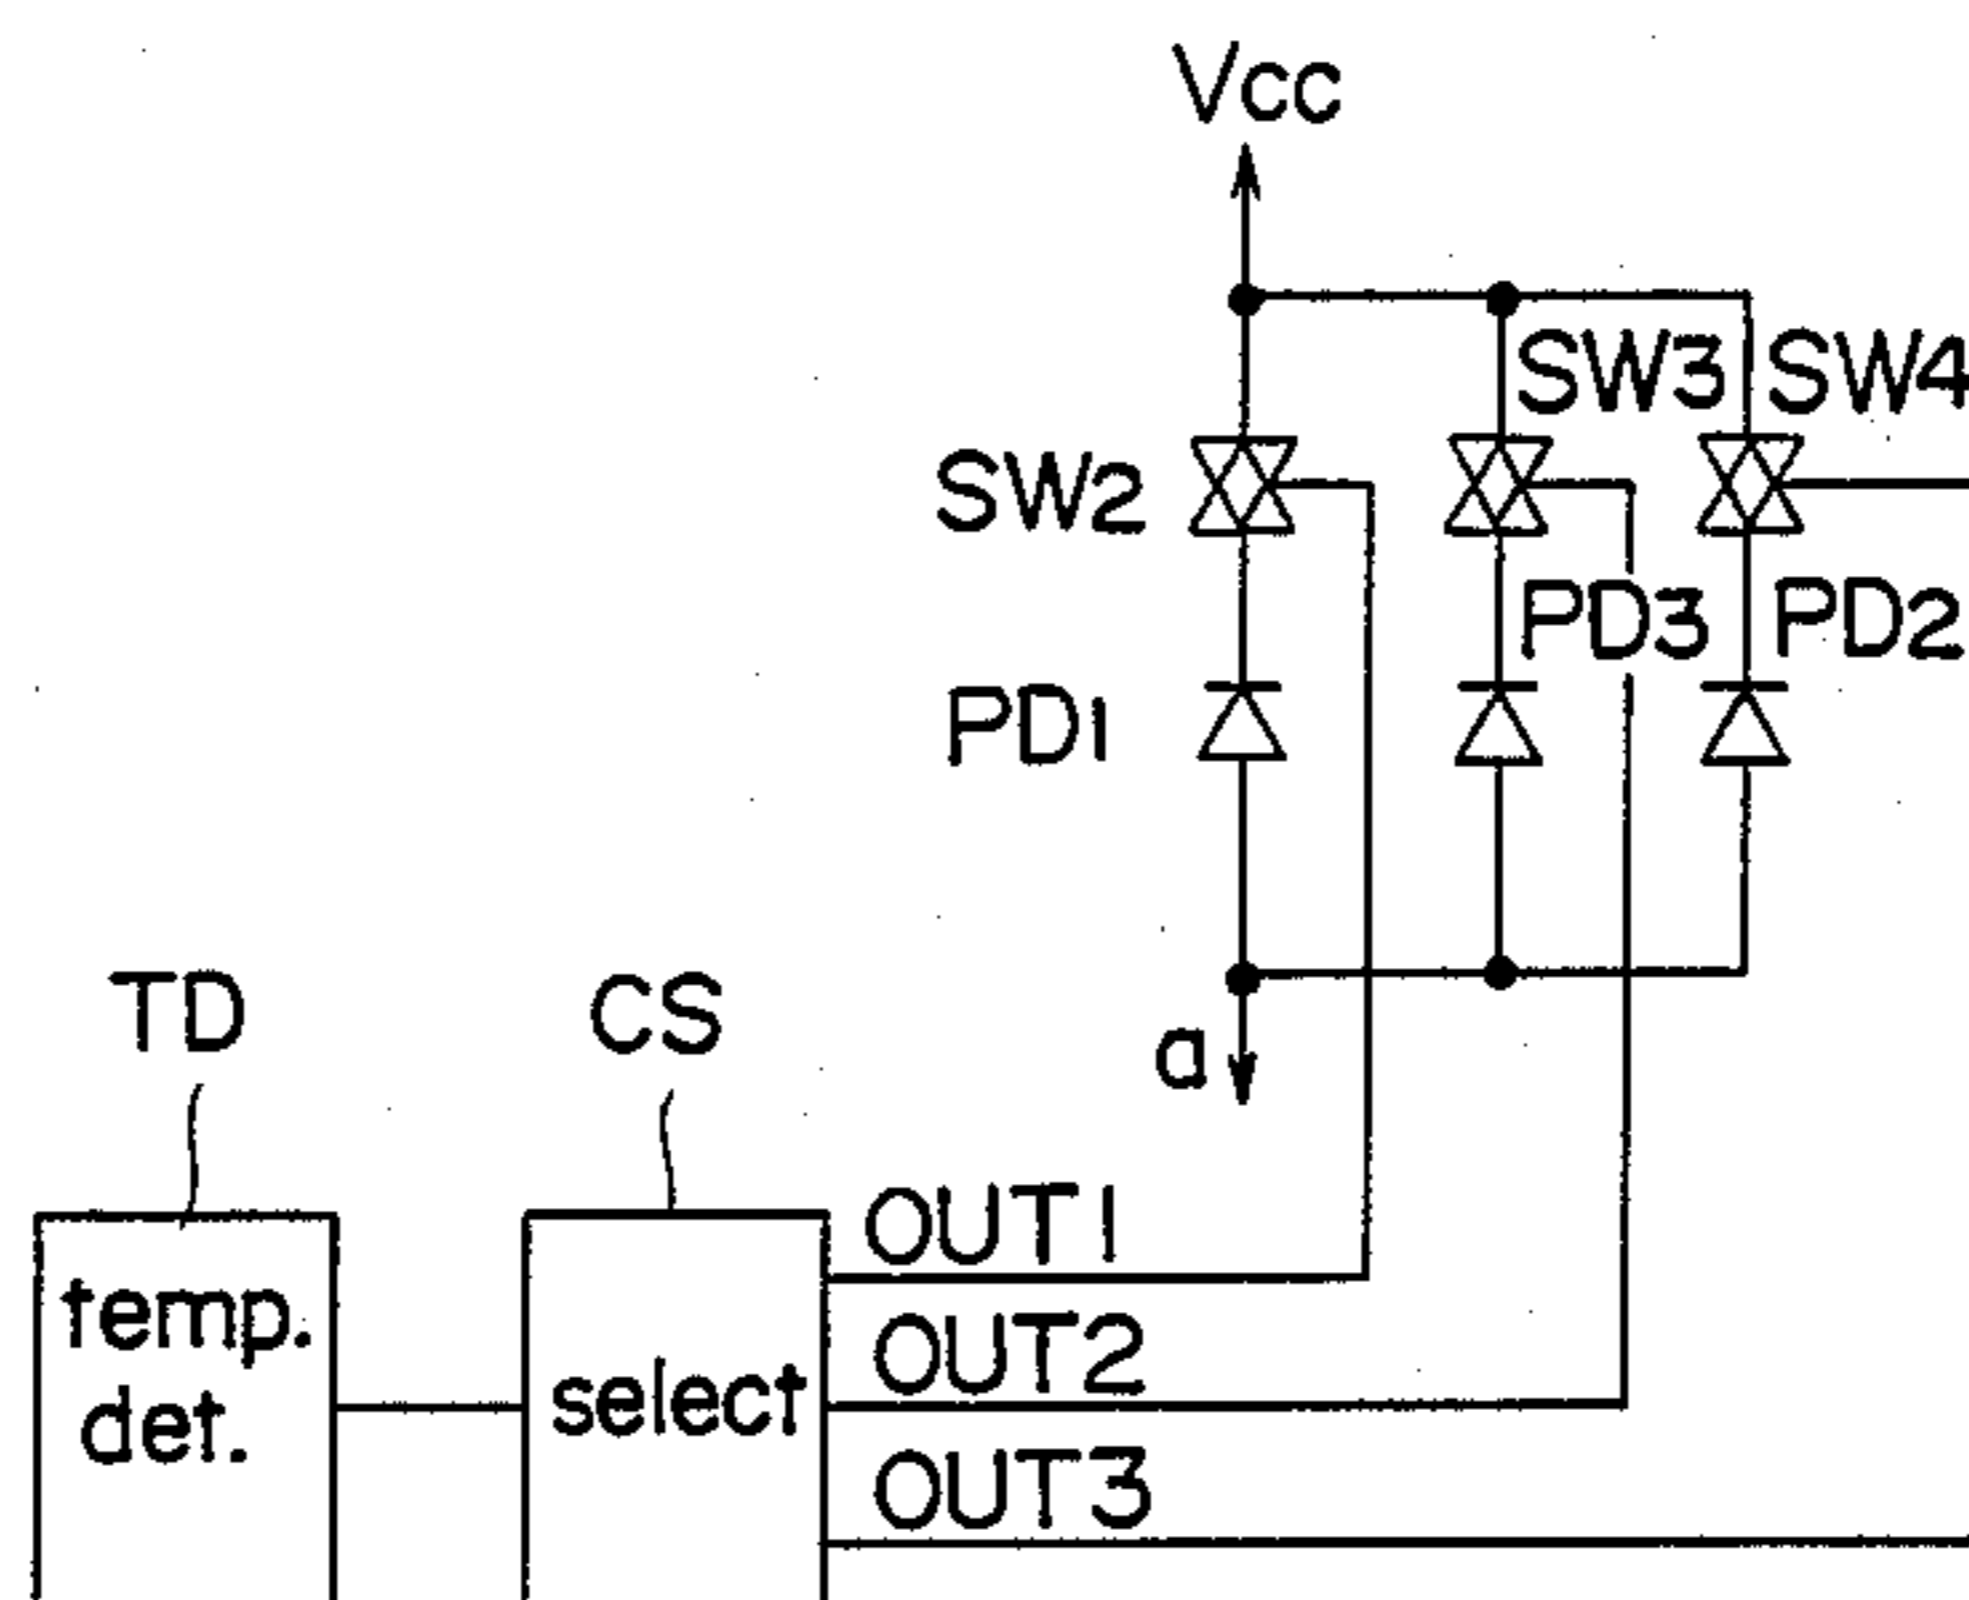 Vcc
SW3
SW4
SW2
PD3
PD2
PD1
TD
CS
a
OUT1
temp.
det.
select
OUT2
OUT3